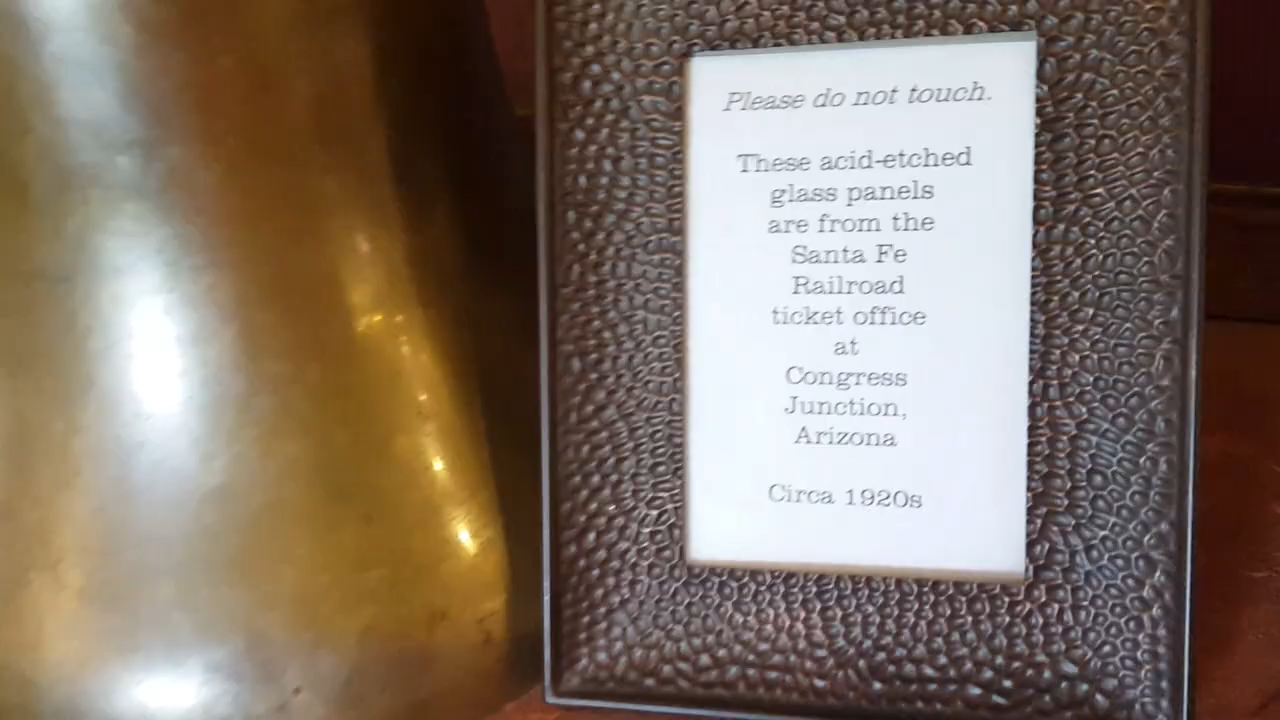 Please do not touch.
These acid-etched
glass panels
are from the
Santa Fe
Railroad
ticket office
at
Congress
Junction,
Arizona
Circa 1920s